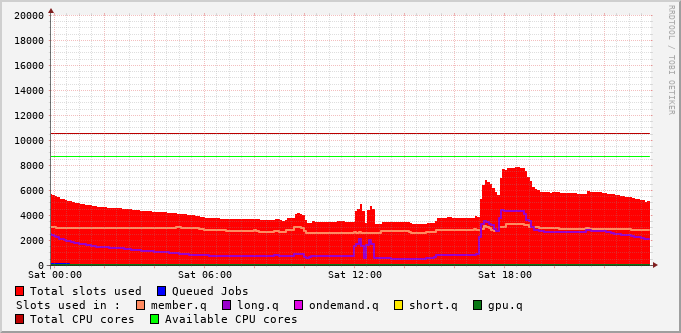 RRDTOOL / TOBI OETIKER
20000
18000
16000
14000
12000
10000
8000
6000
4000
2000
0
Sat 00:00 Sat 06:00 Sat 12:00 Sat 18:00
Total slots used Queued Jobs
Slots used in : member.q long.q ondemand.q short.q gpu.q
Total CPU cores Available CPU cores